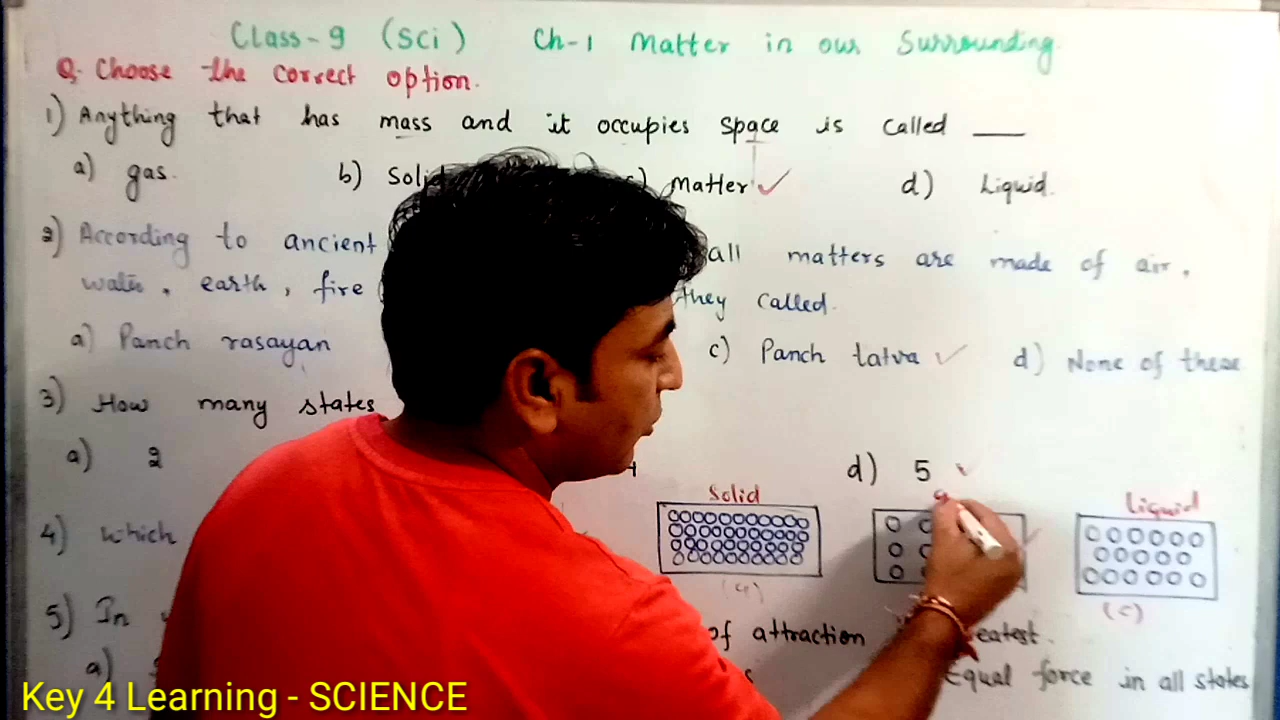 Class-9 (Sci) Ch-1 Matter in our Surrounding
Q. Choose the correct option.
1) Anything that has mass and it occupies space is called ___
a) gas. b) Solid c) Matter ✓ d) Liquid.
2) According to ancient all matters are made of air,
water, earth, fire they called.
a) Panch rasayan c) Panch tatva ✓ d) None of these
3) How many states
a) 2 d) 5 ✓
Solid Liquid
4) which
(a) (c)
5) In of attraction eatest.
a) Equal force in all states
Key 4 Learning - SCIENCE